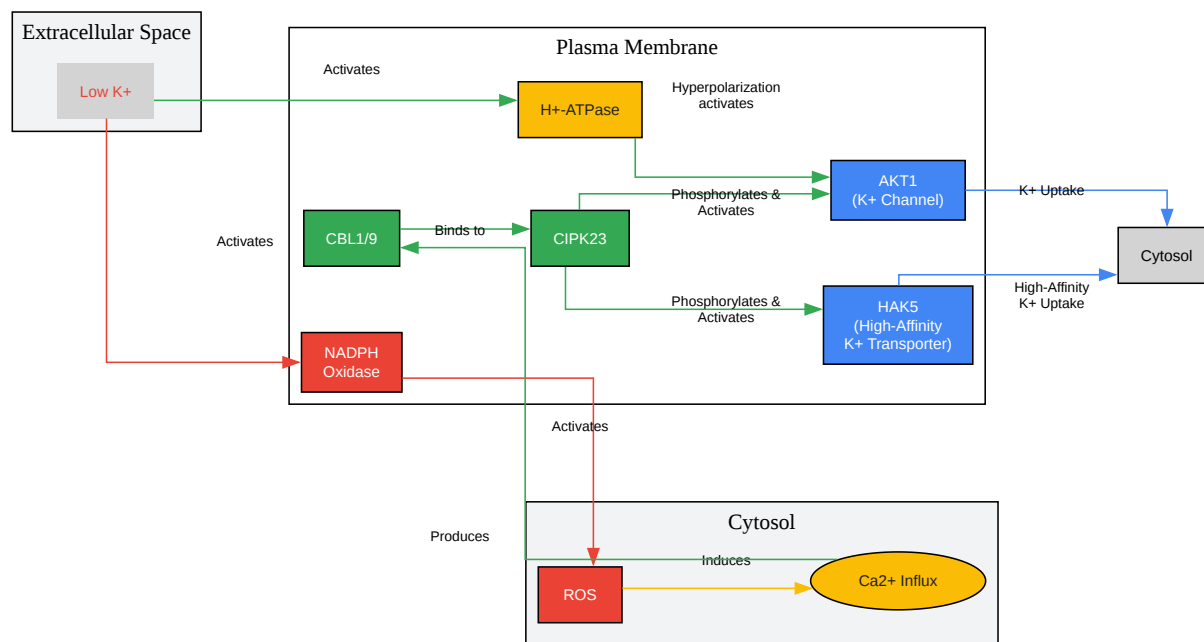 Extracellular Space
Low K+
Plasma Membrane
Activates
H+-ATPase
Hyperpolarization
activates
AKT1
(K+ Channel)
K+ Uptake
Phosphorylates &
Activates
CBL1/9
Binds to
CIPK23
Activates
Cytosol
Phosphorylates &
Activates
HAK5
(High-Affinity
K+ Transporter)
High-Affinity
K+ Uptake
NADPH
Oxidase
Activates
Cytosol
Produces
Induces
ROS
Ca2+ Influx